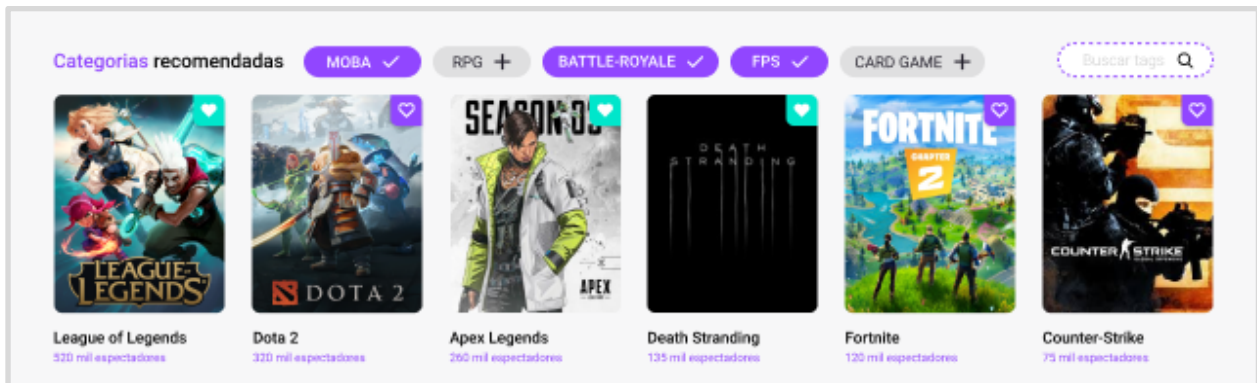 Categorias recomendadas MOBA RPG BATTLE-ROYALE FPS CARD GAME Buscar tags
LEAGUE OF LEGENDS
DOTA 2
SEASON
APEX
DEATH
STRANDING
FORTNITE
CHAPTER
2
COUNTER STRIKE
League of Legends Dota 2 Apex Legends Death Stranding Fortnite Counter-Strike
520 mil espectadores 320 mil espectadores 260 mil espectadores 135 mil espectadores 120 mil espectadores 75 mil espectadores